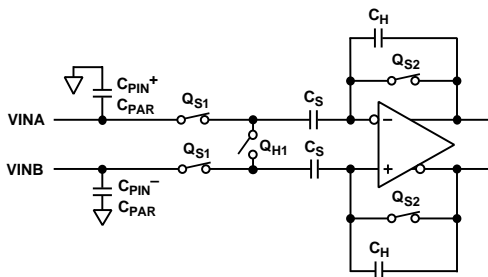 CH
QS2
CPIN+
CPAR
QS1
CS
VINA
QH1
−
VINB
QS1
CS
+
CPIN−
CPAR
QS2
CH